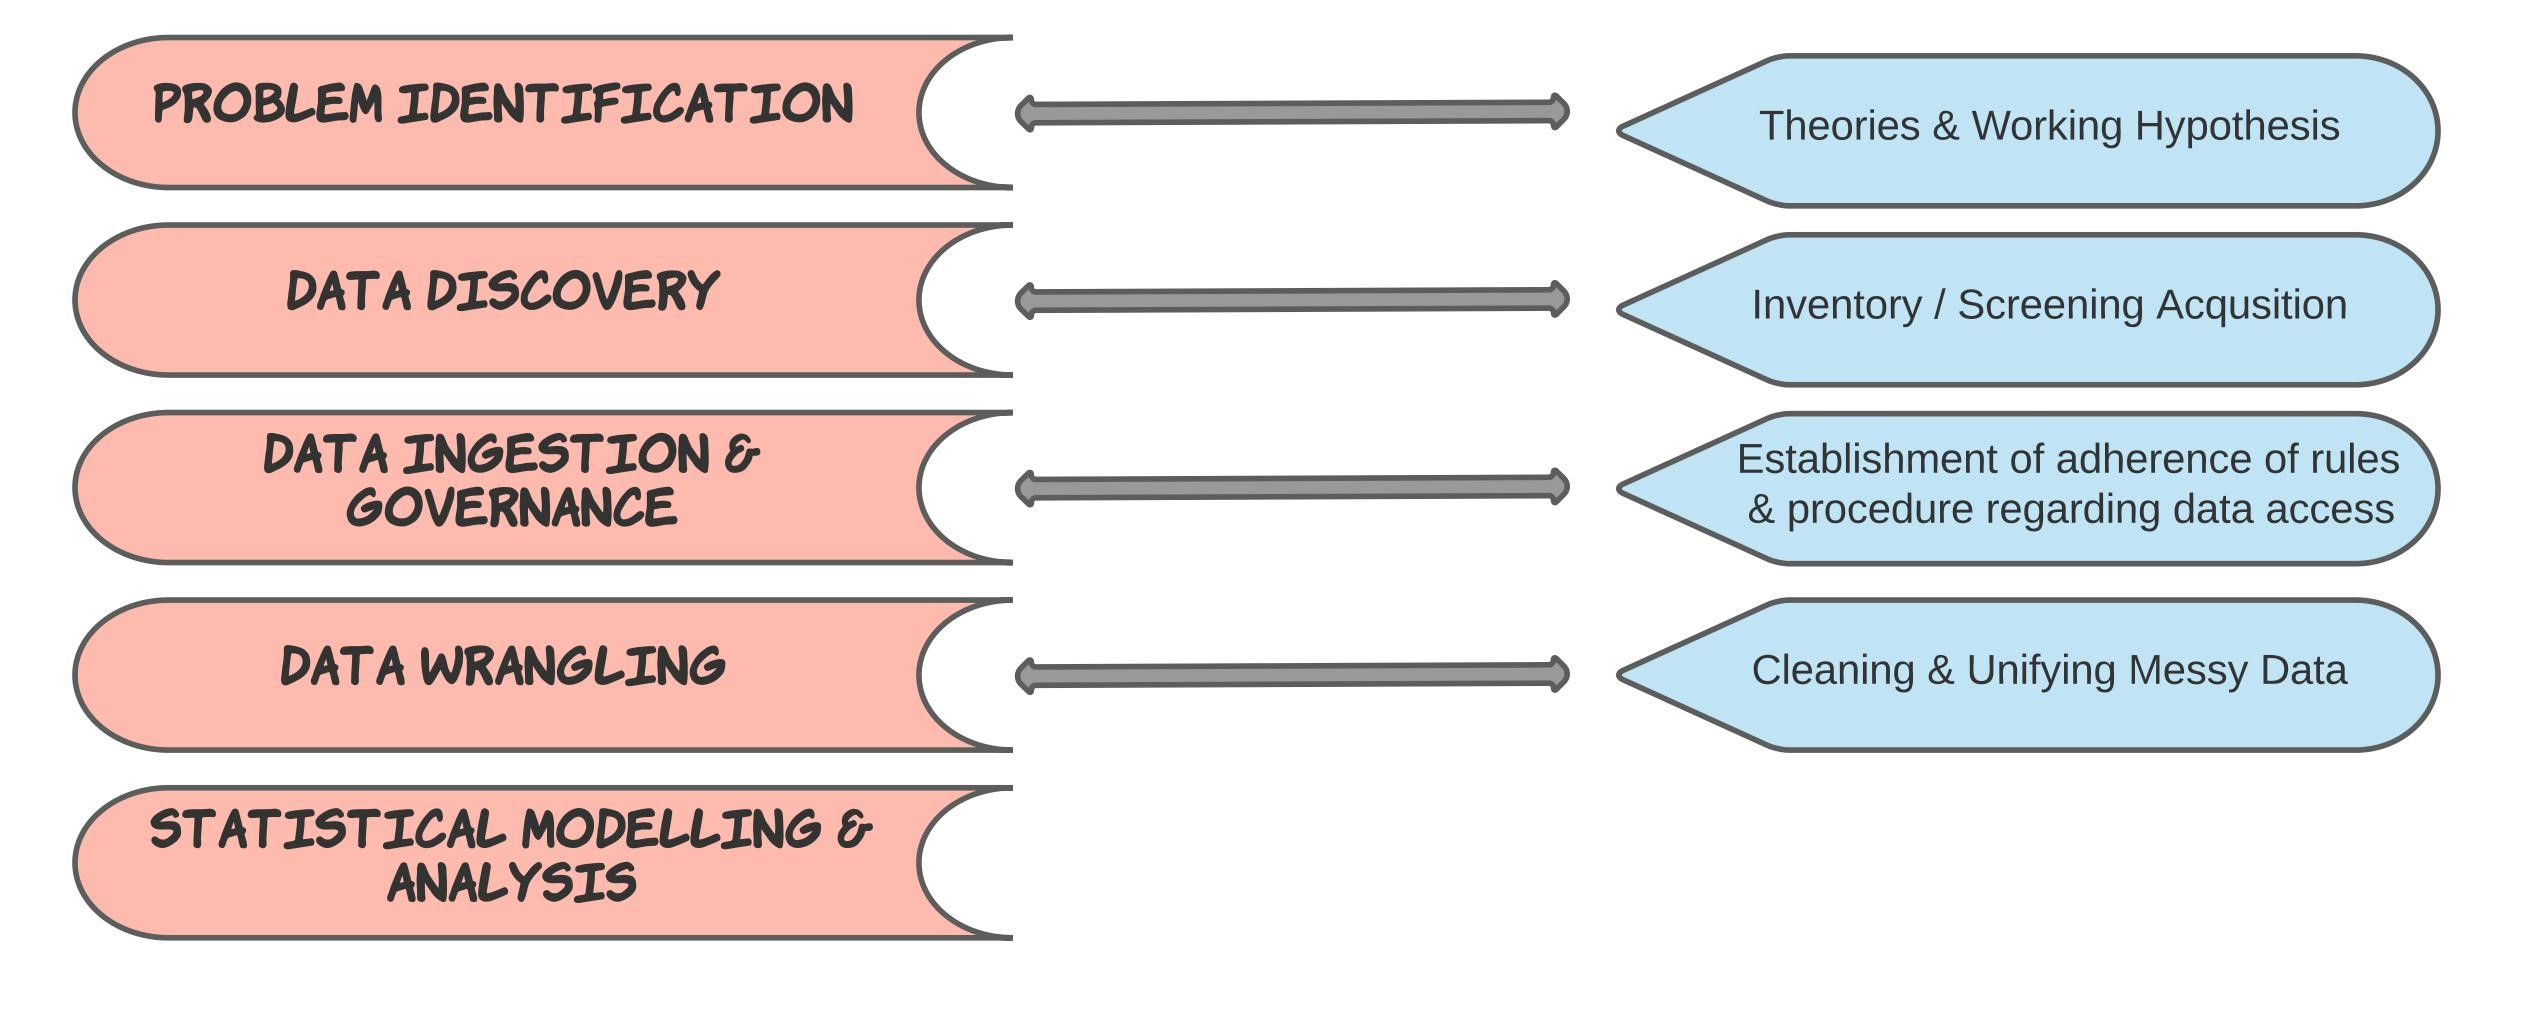 PROBLEM IDENTIFICATION
Theories & Working Hypothesis
DATA DISCOVERY
Inventory / Screening Acqusition
DATA INGESTION &
GOVERNANCE
Establishment of adherence of rules
& procedure regarding data access
DATA WRANGLING
Cleaning & Unifying Messy Data
STATISTICAL MODELLING &
ANALYSIS